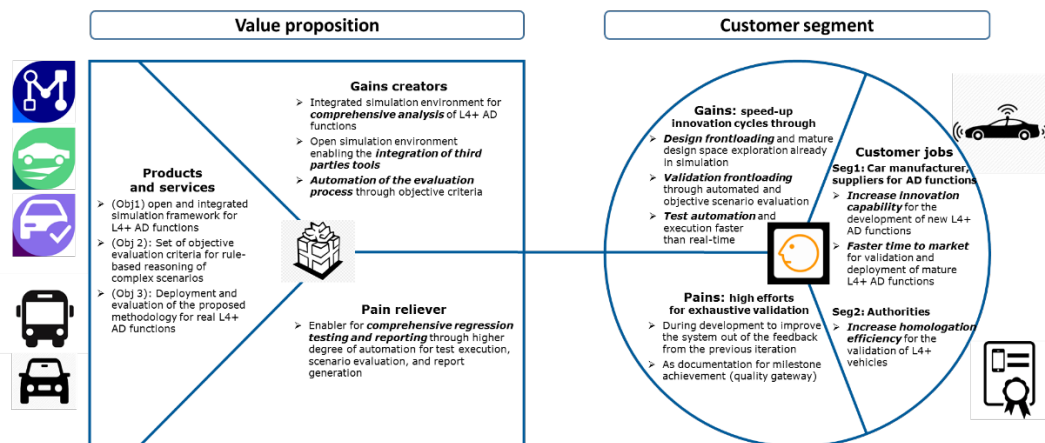 Value proposition
Customer segment
Products
and services
➢ (Obj1) open and integrated
simulation framework for
L4+ AD functions
➢ (Obj 2): Set of objective
evaluation criteria for rule-
based reasoning of
complex scenarios
➢ (Obj 3): Deployment and
evaluation of the proposed
methodology for real L4+
AD functions
Gains creators
➢ Integrated simulation environment for
comprehensive analysis of L4+ AD
functions
➢ Open simulation environment
enabling the integration of third
parties tools
➢ Automation of the evaluation
process through objective criteria
Pain reliever
➢ Enabler for comprehensive regression
testing and reporting through higher
degree of automation for test execution,
scenario evaluation, and report
generation
Gains: speed-up
innovation cycles through
➢ Design frontloading and mature
design space exploration already
in simulation
➢ Validation frontloading
through automated and
objective scenario evaluation
➢ Test automation and
execution faster
than real-time
Pains: high efforts
for exhaustive validation
➢ During development to improve
the system out of the feedback
from the previous iteration
➢ As documentation for milestone
achievement (quality gateway)
Customer jobs
Seg1: Car manufacturer,
suppliers for AD functions
➢ Increase innovation
capability for the
development of new L4+
AD functions
➢ Faster time to market
for validation and
deployment of mature
L4+ AD functions
Seg2: Authorities
➢ Increase homologation
efficiency for the
validation of L4+
vehicles